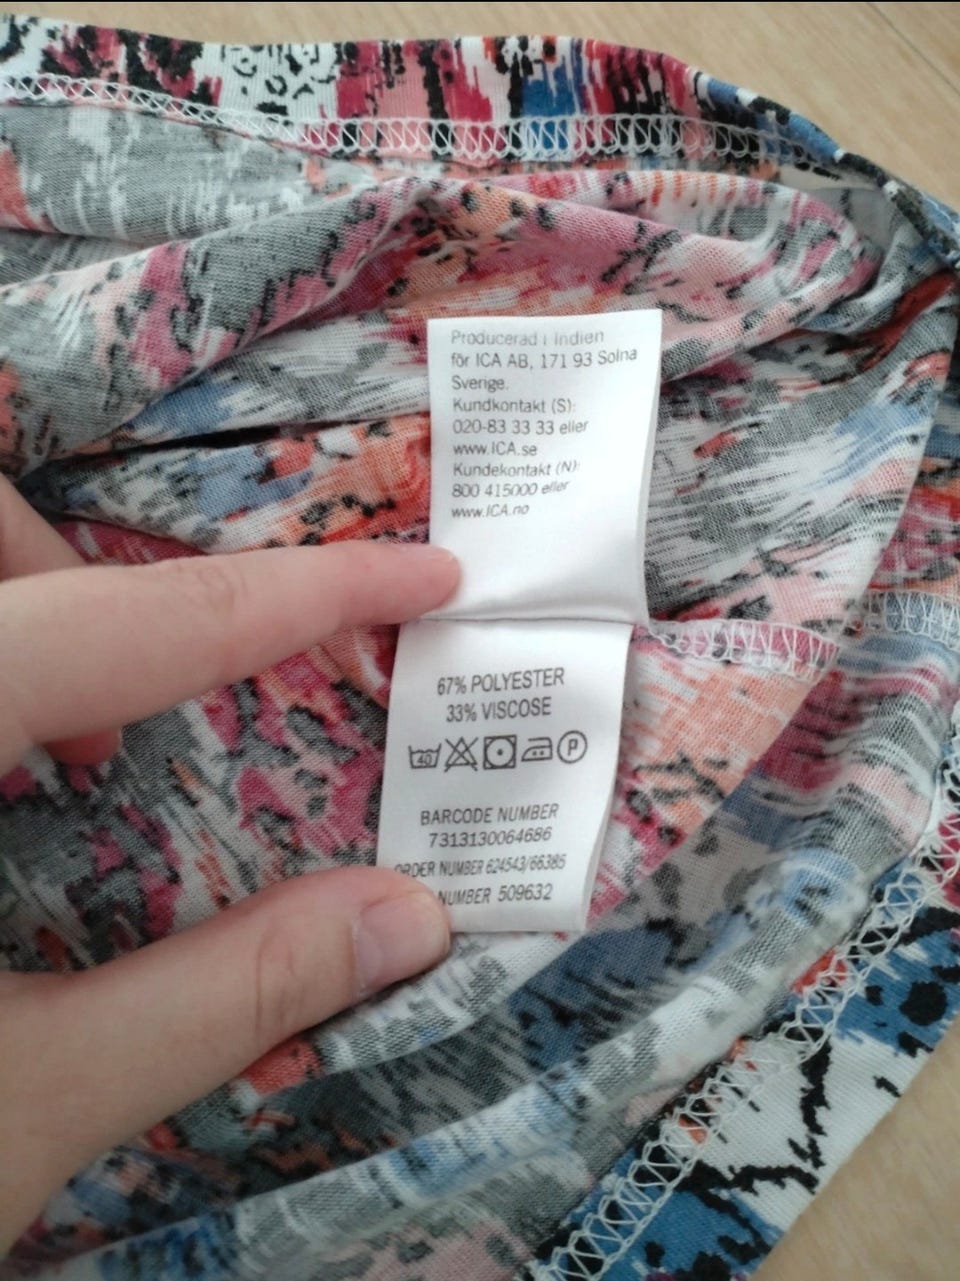 Producerad i Indien
för ICA AB, 171 93 Solna
Sverige.
Kundkontakt (S):
020-83 33 33 eller
www.ICA.se
Kundekontakt (N):
800 415000 eller
www.ICA.no
67% POLYESTER
33% VISCOSE
40 P
BARCODE NUMBER
7313130064686
ORDER NUMBER 624543/66385
NUMBER 509632